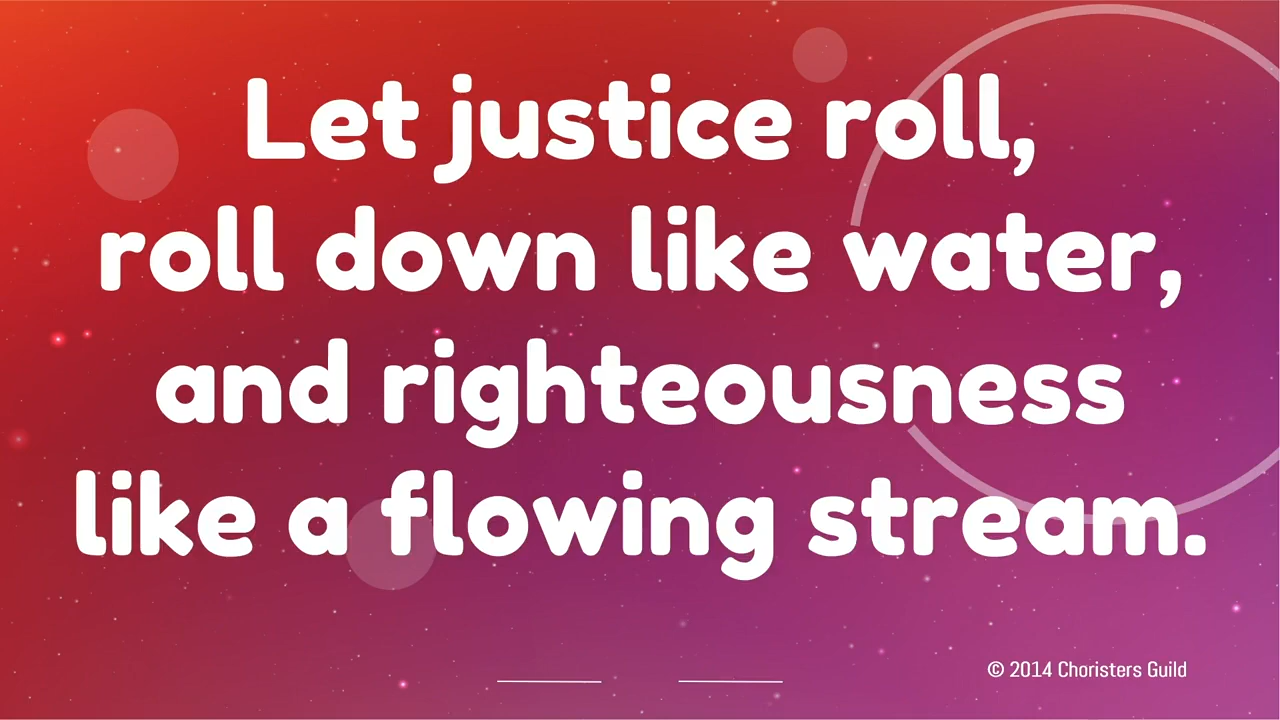 Let justice roll,
roll down like water,
and righteousness
like a flowing stream.
© 2014 Choristers Guild